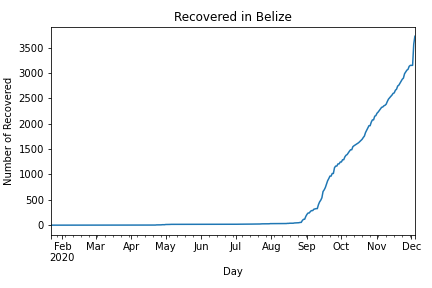 Recovered in Belize
Number of Recovered
3500
3000
2500
2000
1500
1000
500
0
Feb Mar Apr May Jun Jul Aug Sep Oct Nov Dec
2020
Day